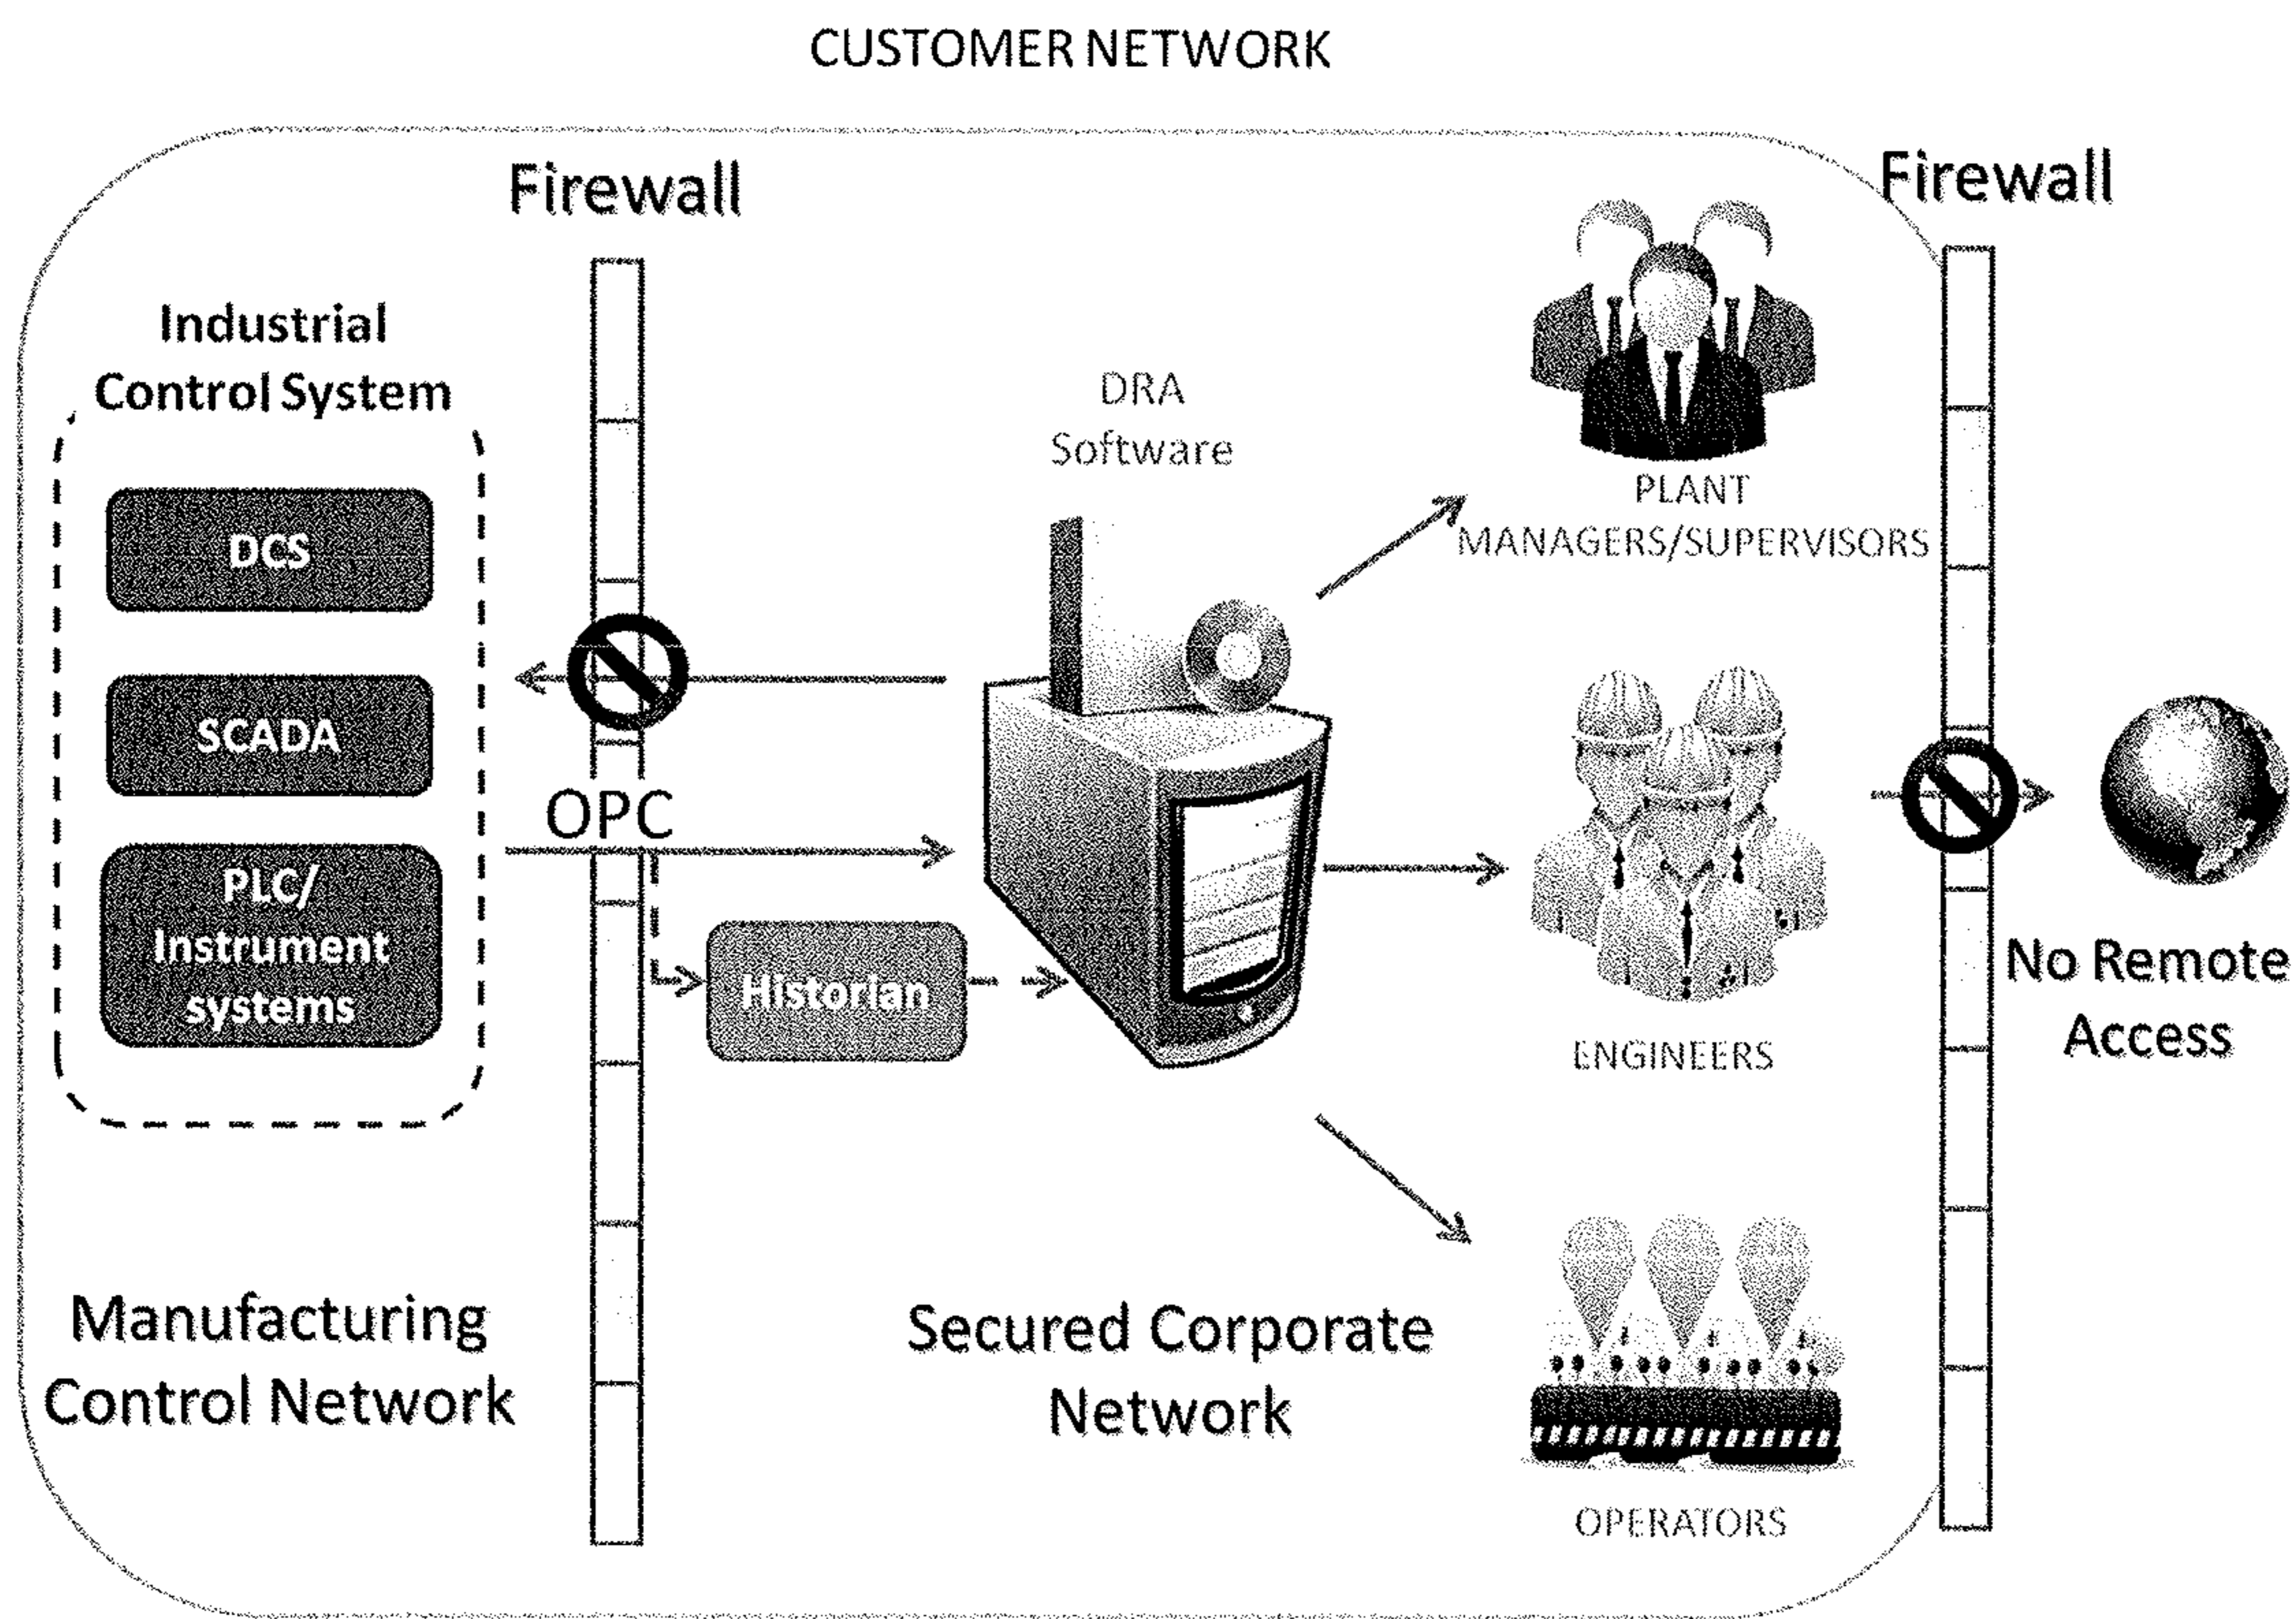 CUSTOMER NETWORK
Firewall
Firewall
Industrial
Control System
DCS
SCADA
PLC/
Instrument
systems
OPC
Historian
DRA
Software
PLANT
MANAGERS/SUPERVISORS
ENGINEERS
OPERATORS
No Remote
Access
Manufacturing
Control Network
Secured Corporate
Network